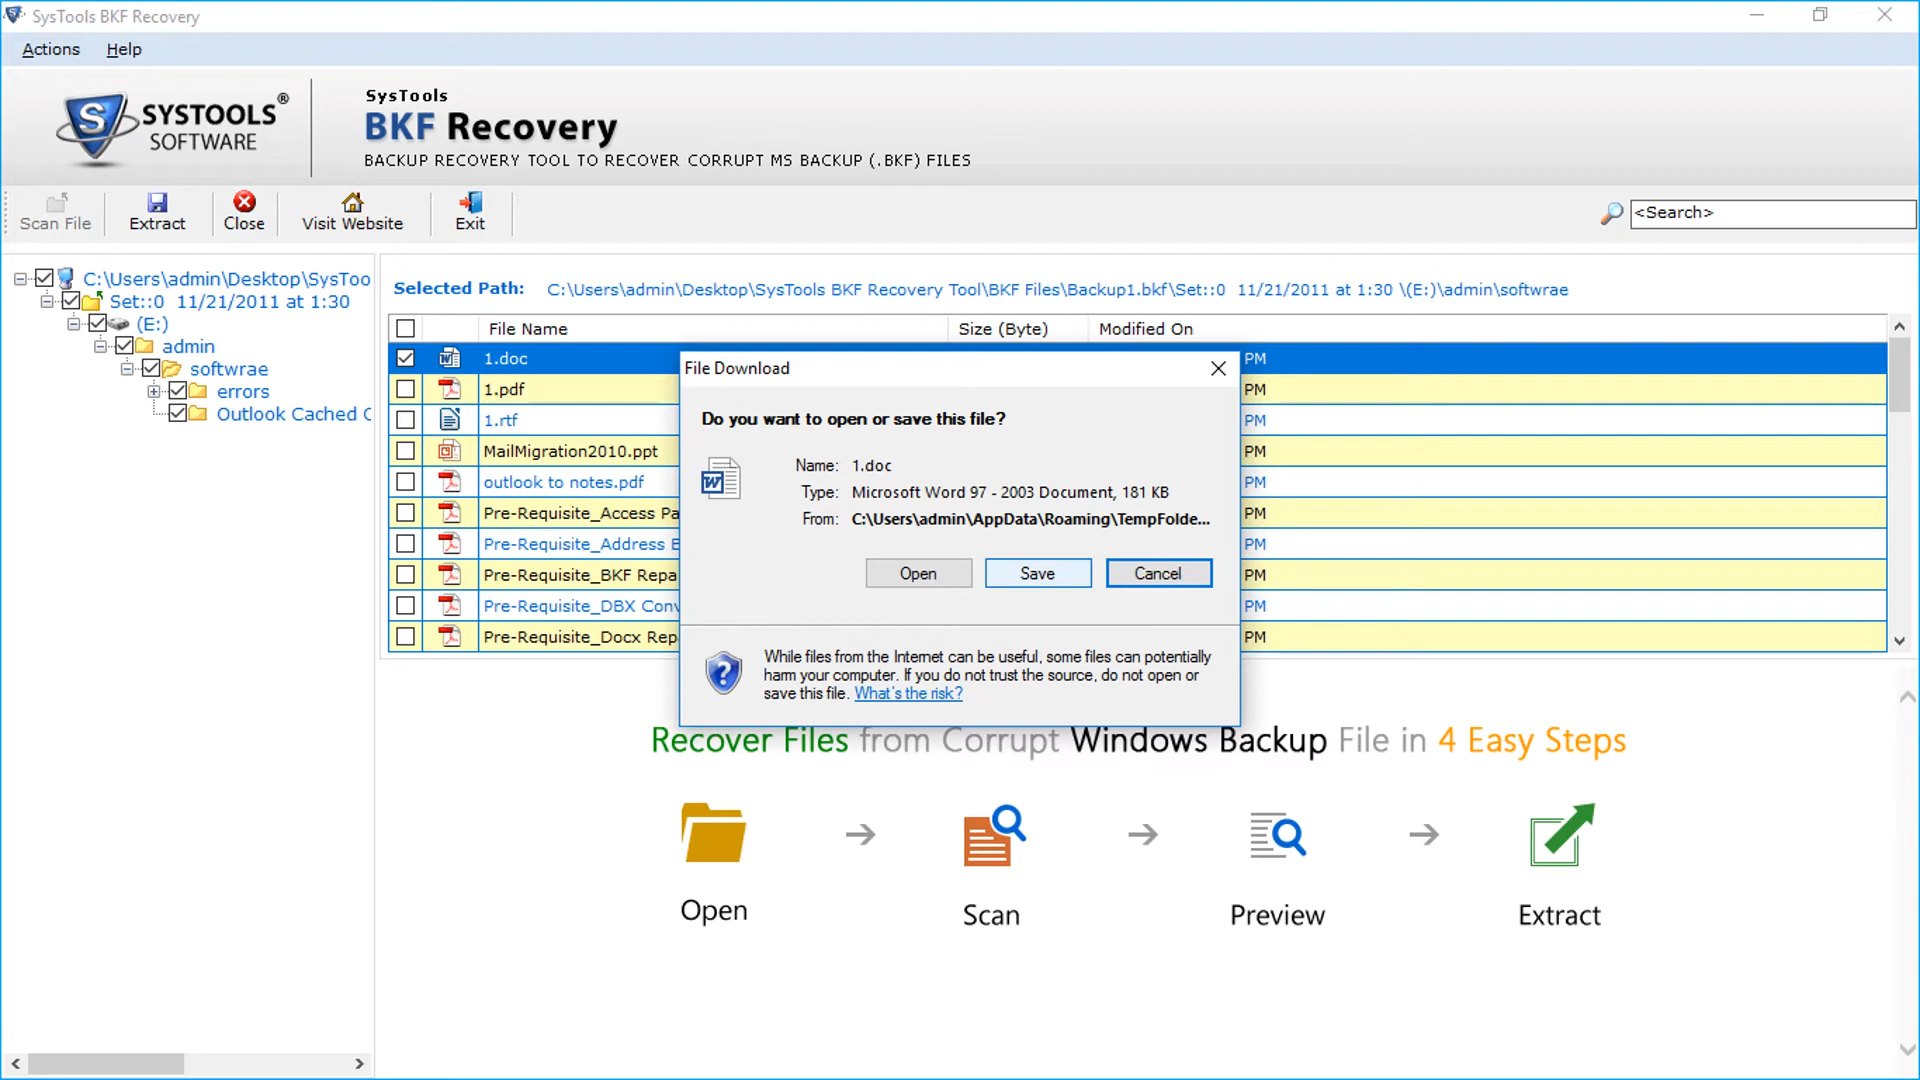 SysTools BKF Recovery
Actions Help
SYSTOOLS®
SOFTWARE
SysTools
BKF Recovery
BACKUP RECOVERY TOOL TO RECOVER CORRUPT MS BACKUP (.BKF) FILES
Scan File Extract Close Visit Website Exit
<Search>
C:\Users\admin\Desktop\SysToo
Set::0 11/21/2011 at 1:30
(E:)
admin
softwrae
errors
Outlook Cached C
Selected Path: C:\Users\admin\Desktop\SysTools BKF Recovery Tool\BKF Files\Backup1.bkf\Set::0 11/21/2011 at 1:30 \(E:)\admin\softwrae
File Name Size (Byte) Modified On
1.doc PM
1.pdf PM
1.rtf PM
MailMigration2010.ppt PM
outlook to notes.pdf PM
Pre-Requisite_Access Pa PM
Pre-Requisite_Address PM
Pre-Requisite_BKF Repa PM
Pre-Requisite_DBX Conv PM
Pre-Requisite_Docx Rep PM
File Download
Do you want to open or save this file?
Name: 1.doc
Type: Microsoft Word 97 - 2003 Document, 181 KB
From: C:\Users\admin\AppData\Roaming\TempFolde...
Open Save Cancel
While files from the Internet can be useful, some files can potentially
harm your computer. If you do not trust the source, do not open or
save this file. What's the risk?
Recover Files from Corrupt Windows Backup File in 4 Easy Steps
Open Scan Preview Extract